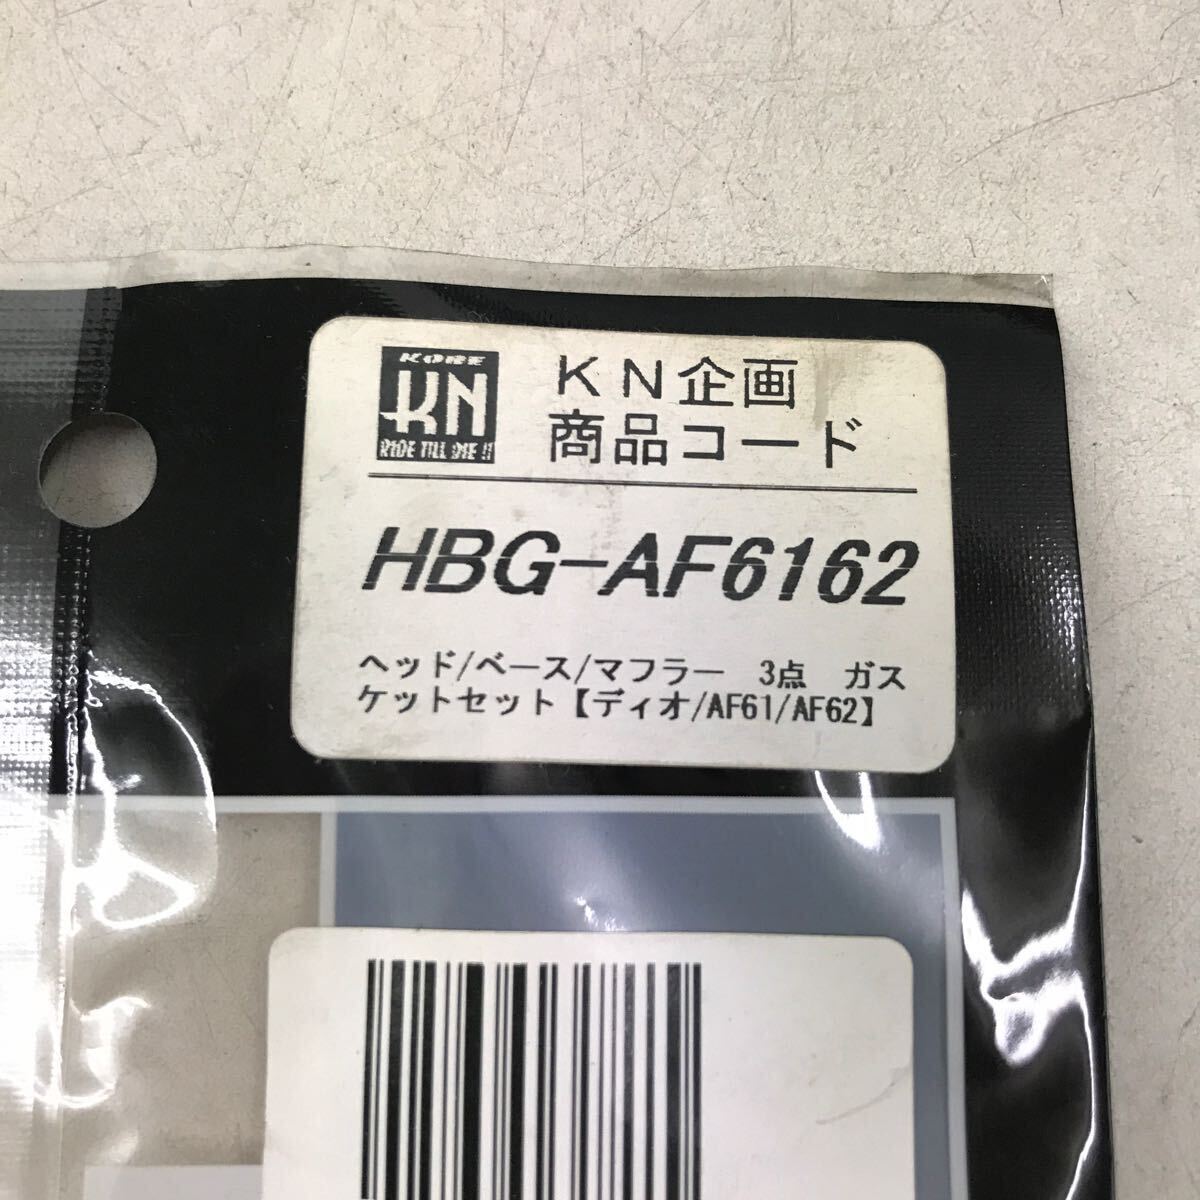 KOBE
KN
RIDE TILL DIE !!
KN企画
商品コード
HBG-AF6162
ヘッド/ベース/マフラー 3点 ガス
ケットセット【ディオ/AF61/AF62】